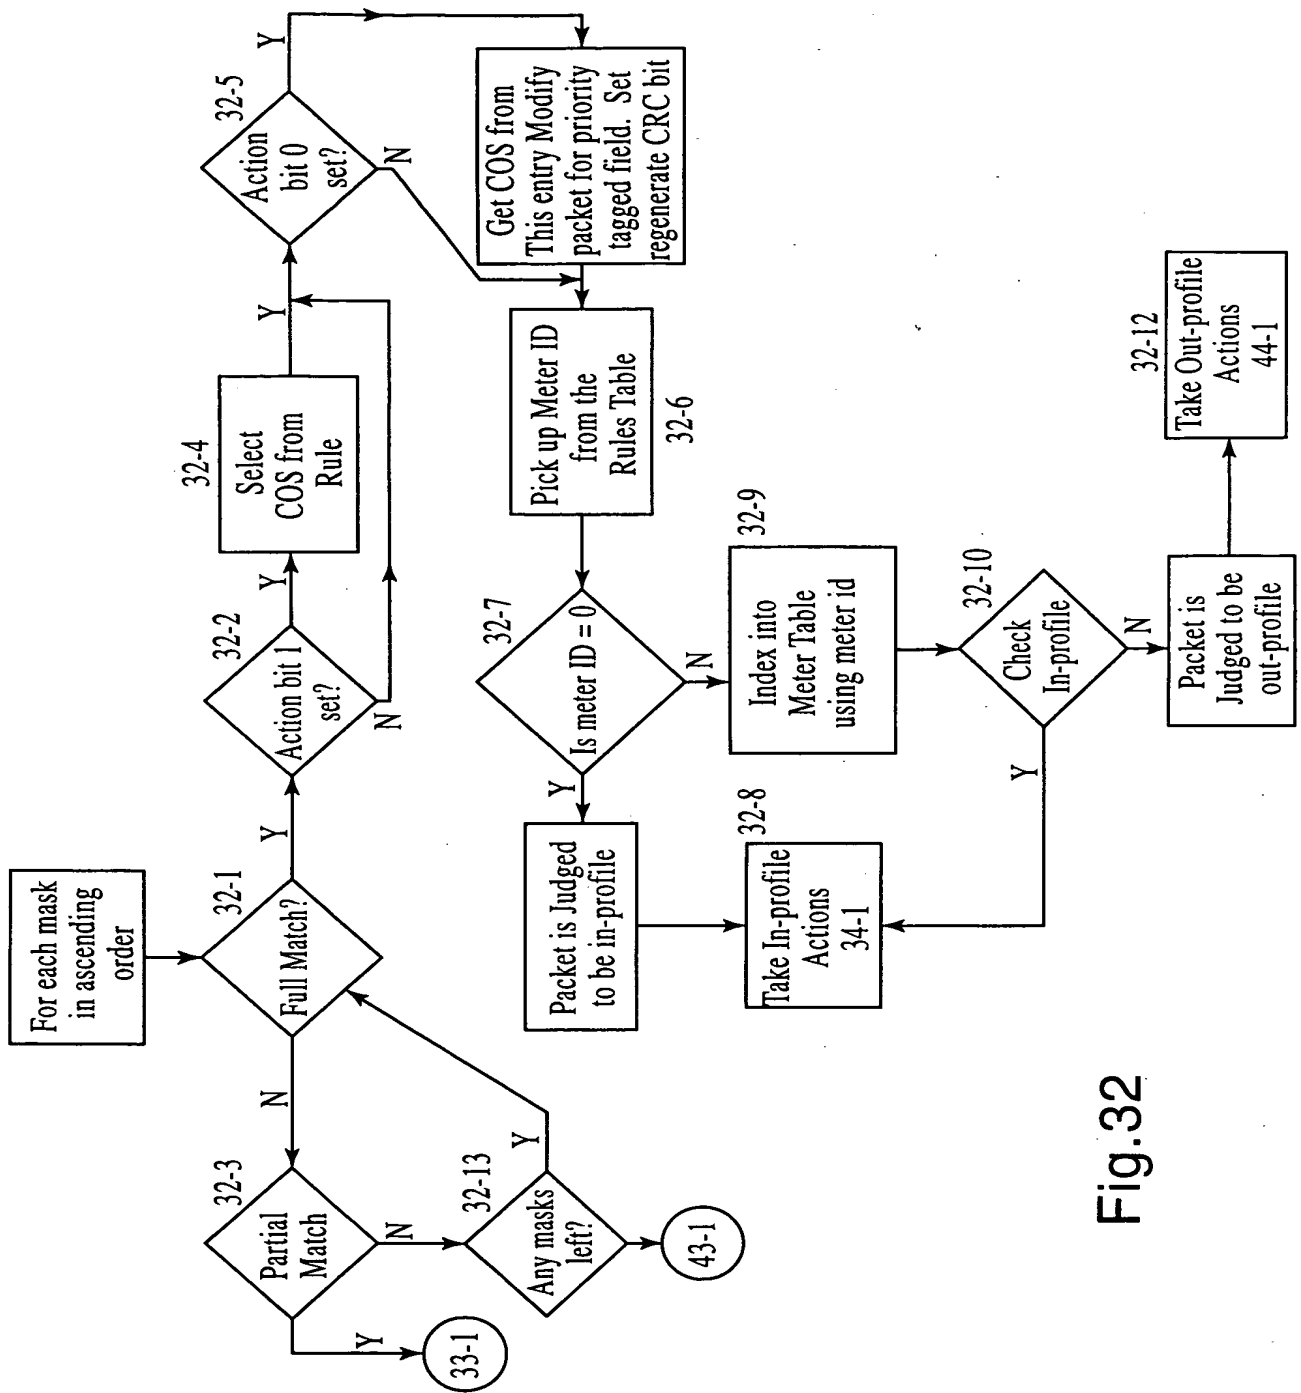 For each mask
in ascending
order
32-1
Full Match?
Y
N
32-3
Partial
Match
Y
33-1
N
32-13
Any masks
left?
Y
43-1
32-2
Action bit 1
set?
Y
N
32-4
Select
COS from
Rule
Y
32-5
Action
bit 0
set?
Y
N
Get COS from
This entry Modify
packet for priority
tagged field. Set
regenerate CRC bit
Pick up Meter ID
from the
Rules Table
32-6
32-7
Is meter ID = 0
Y
N
Packet is Judged
to be in-profile
32-8
Take In-profile
Actions
34-1
32-9
Index into
Meter Table
using meter id
32-10
Check
In-profile
Y
N
Packet is
Judged to be
out-profile
32-12
Take Out-profile
Actions
44-1
Fig.32